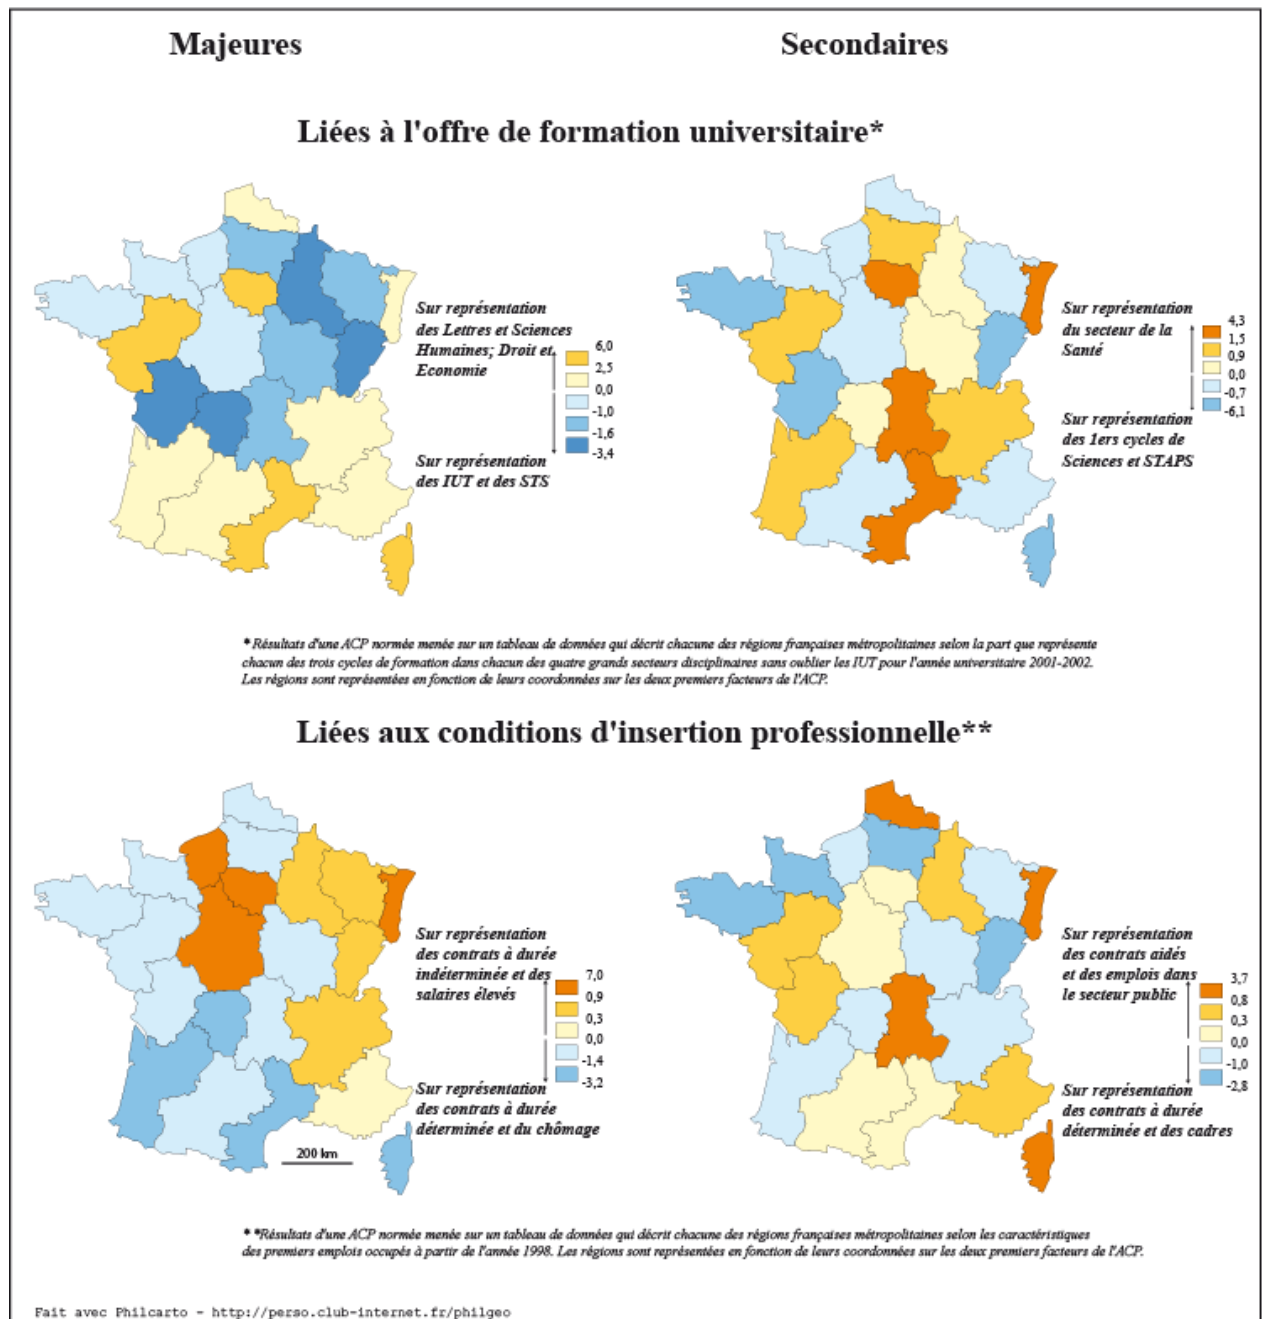 Majeures
Secondaires
Liées à l'offre de formation universitaire*
Sur représentation
des Lettres et Sciences
Humaines; Droit et
Economie
6,0
2,5
0,0
-1,0
-1,6
-3,4
Sur représentation
des IUT et des STS
Sur représentation
du secteur de la
Santé
4,3
1,5
0,9
0,0
-0,7
-6,1
Sur représentation
des 1ers cycles de
Sciences et STAPS
* Résultats d'une ACP normée menée sur un tableau de données qui décrit chacune des régions françaises métropolitaines selon la part que représente
chacun des trois cycles de formation dans chacun des quatre grands secteurs disciplinaires sans oublier les IUT pour l'année universitaire 2001-2002.
Les régions sont représentées en fonction de leurs coordonnées sur les deux premiers facteurs de l'ACP.
Liées aux conditions d'insertion professionnelle**
Sur représentation
des contrats à durée
indéterminée et des
salaires élevés
7,0
0,9
0,3
0,0
-1,4
-3,2
Sur représentation
des contrats à durée
déterminée et du chômage
200 km
Sur représentation
des contrats aidés
et des emplois dans
le secteur public
3,7
0,8
0,3
0,0
-1,0
-2,8
Sur représentation
des contrats à durée
déterminée et des cadres
* *Résultats d'une ACP normée menée sur un tableau de données qui décrit chacune des régions françaises métropolitaines selon les caractéristiques
des premiers emplois occupés à partir de l'année 1998. Les régions sont représentées en fonction de leurs coordonnées sur les deux premiers facteurs de l'ACP.
Fait avec Philcarto - http://perso.club-internet.fr/philgeo